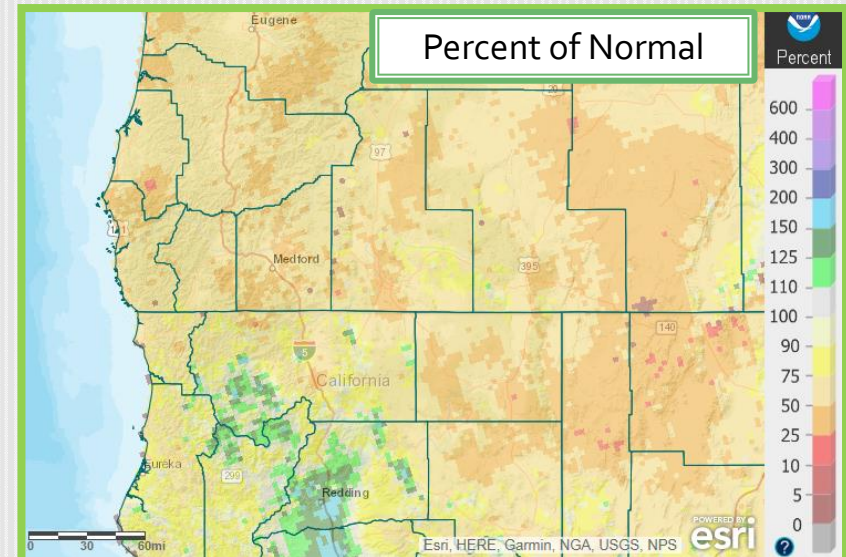 Percent of Normal
noaa
Percent
600
400
300
200
150
125
110
100
90
75
50
25
10
5
0
?
Eugene
20
97
Medford
395
140
5
California
Eureka
299
Redding
0 30 60mi
Esri, HERE, Garmin, NGA, USGS, NPS
POWERED BY
esri